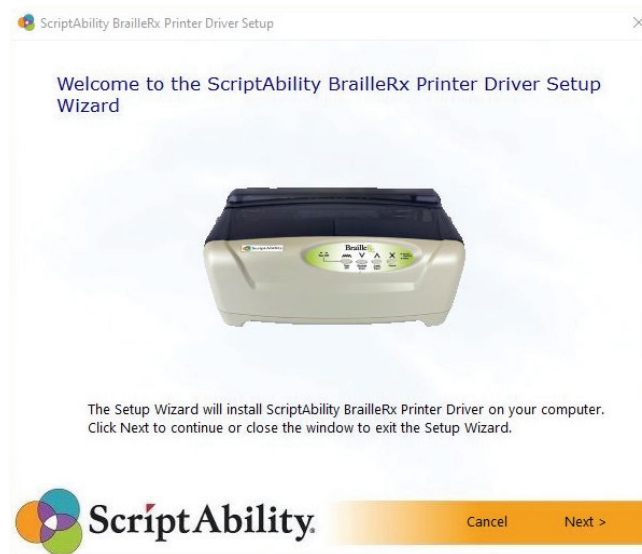 ScriptAbility BrailleRx Printer Driver Setup
Welcome to the ScriptAbility BrailleRx Printer Driver Setup
Wizard
ScriptAbility
Braille
The Setup Wizard will install ScriptAbility BrailleRx Printer Driver on your computer.
Click Next to continue or close the window to exit the Setup Wizard.
ScriptAbility.
Cancel
Next >